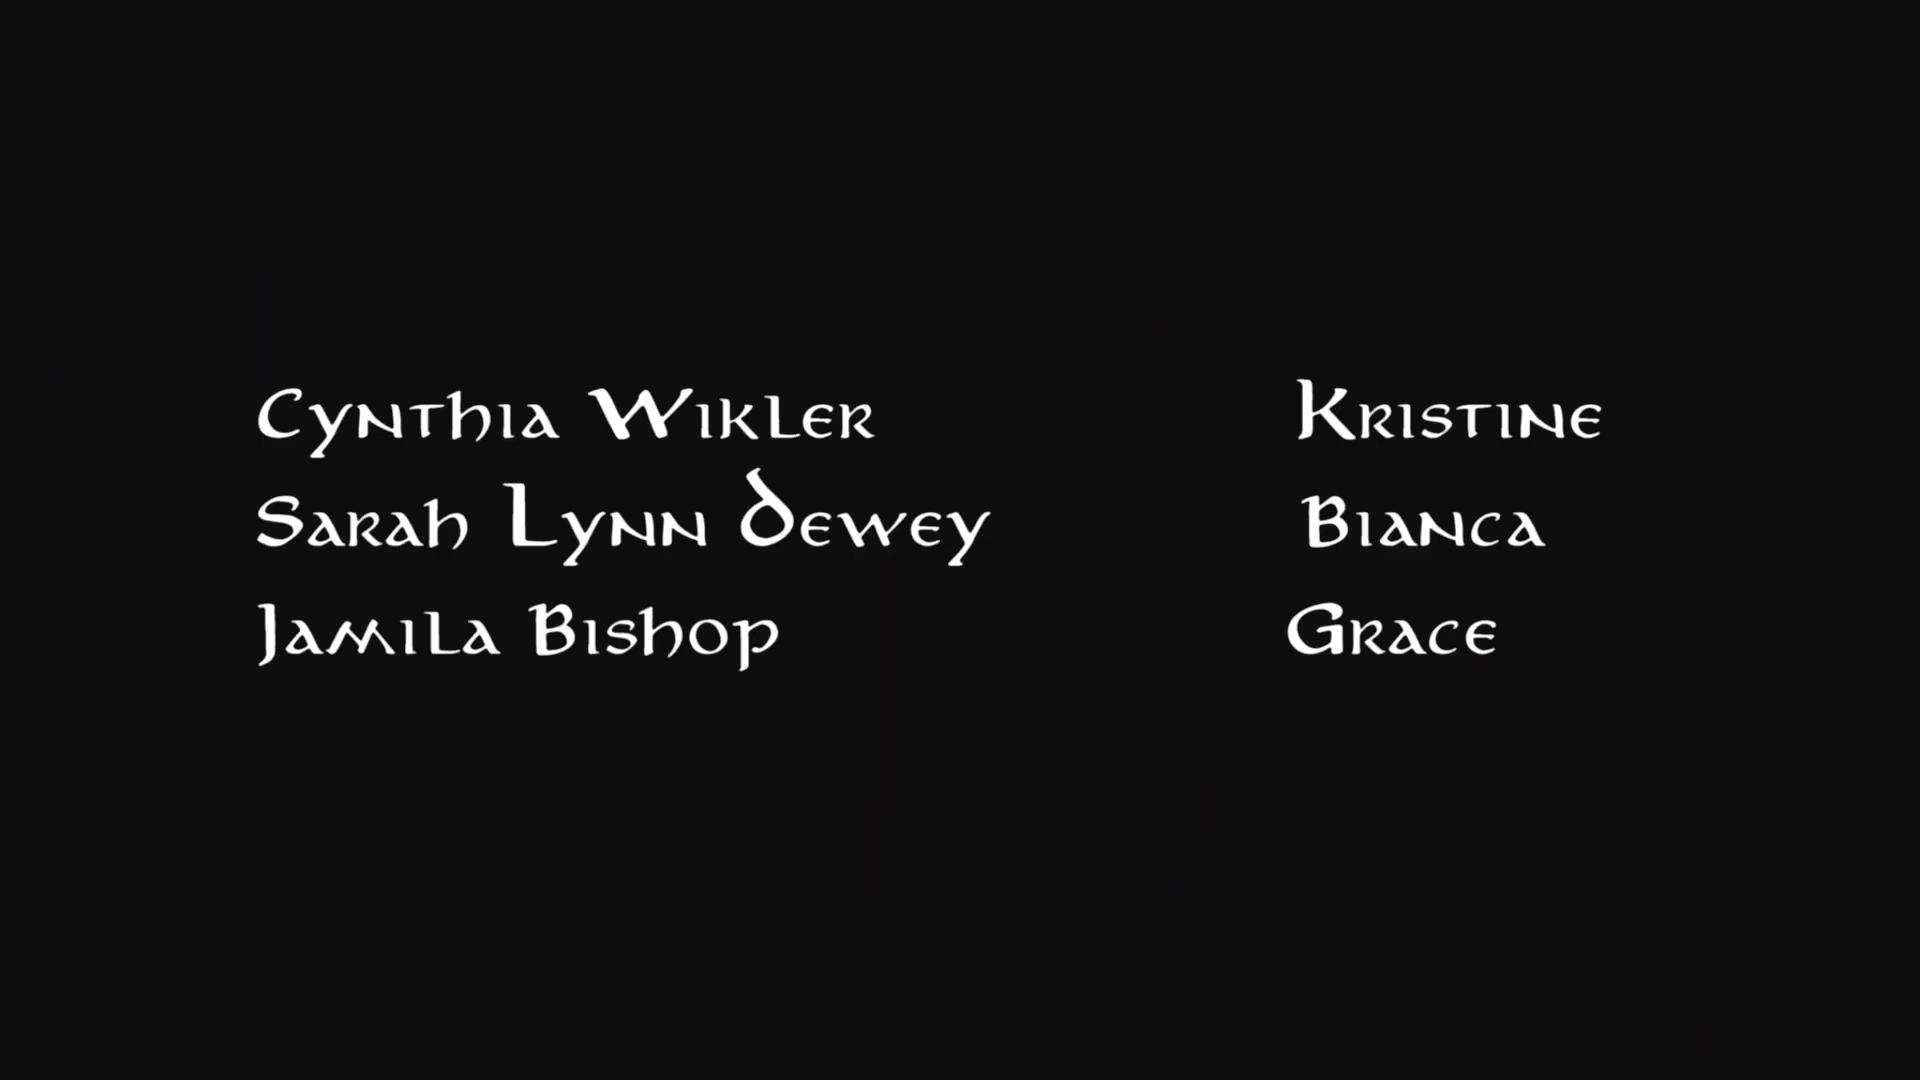 Cynthia Wikler Kristine
Sarah Lynn Dewey Bianca
Jamila Bishop Grace